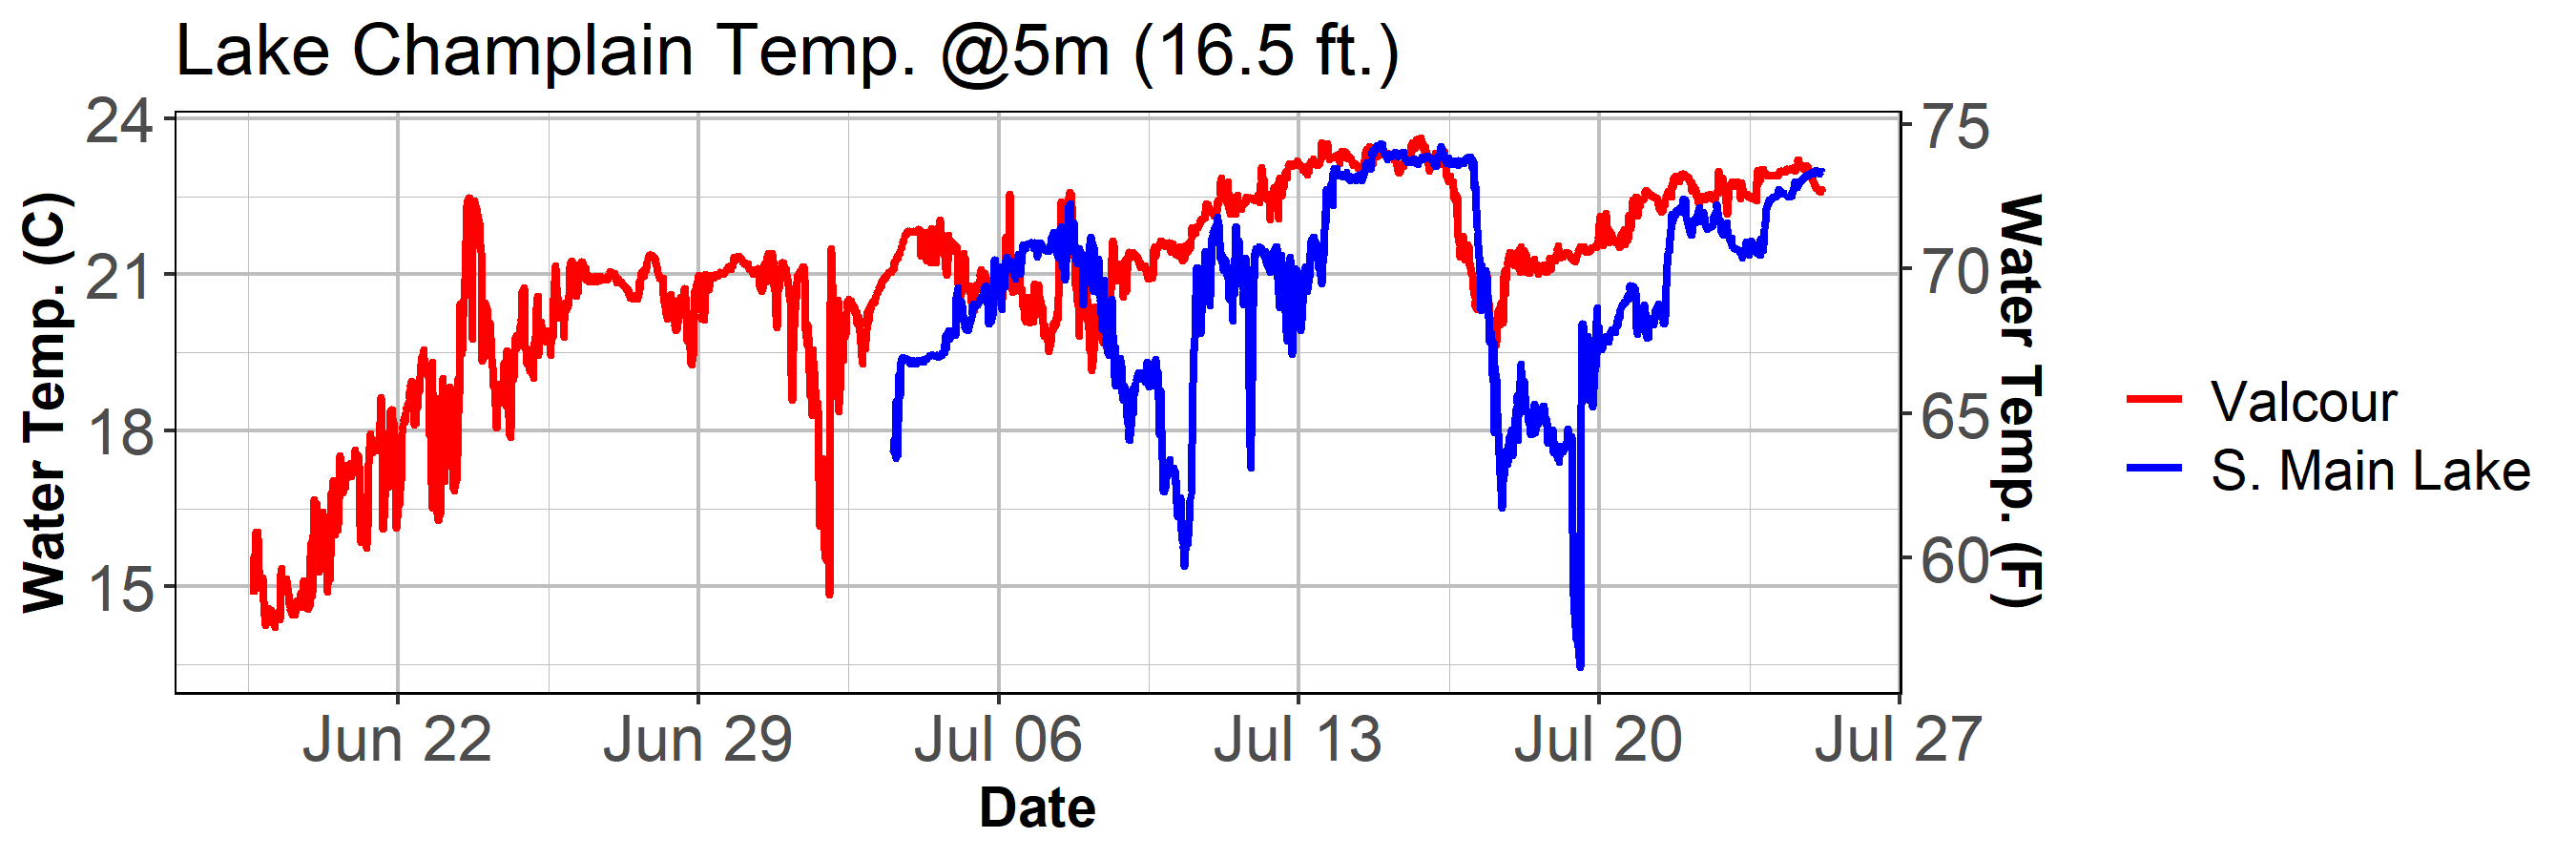 Lake Champlain Temp. @5m (16.5 ft.)
Water Temp. (C)
24
21
18
15
75
70
65
60
Water Temp. (F)
Jun 22
Jun 29
Jul 06
Jul 13
Jul 20
Jul 27
Date
Valcour
S. Main Lake